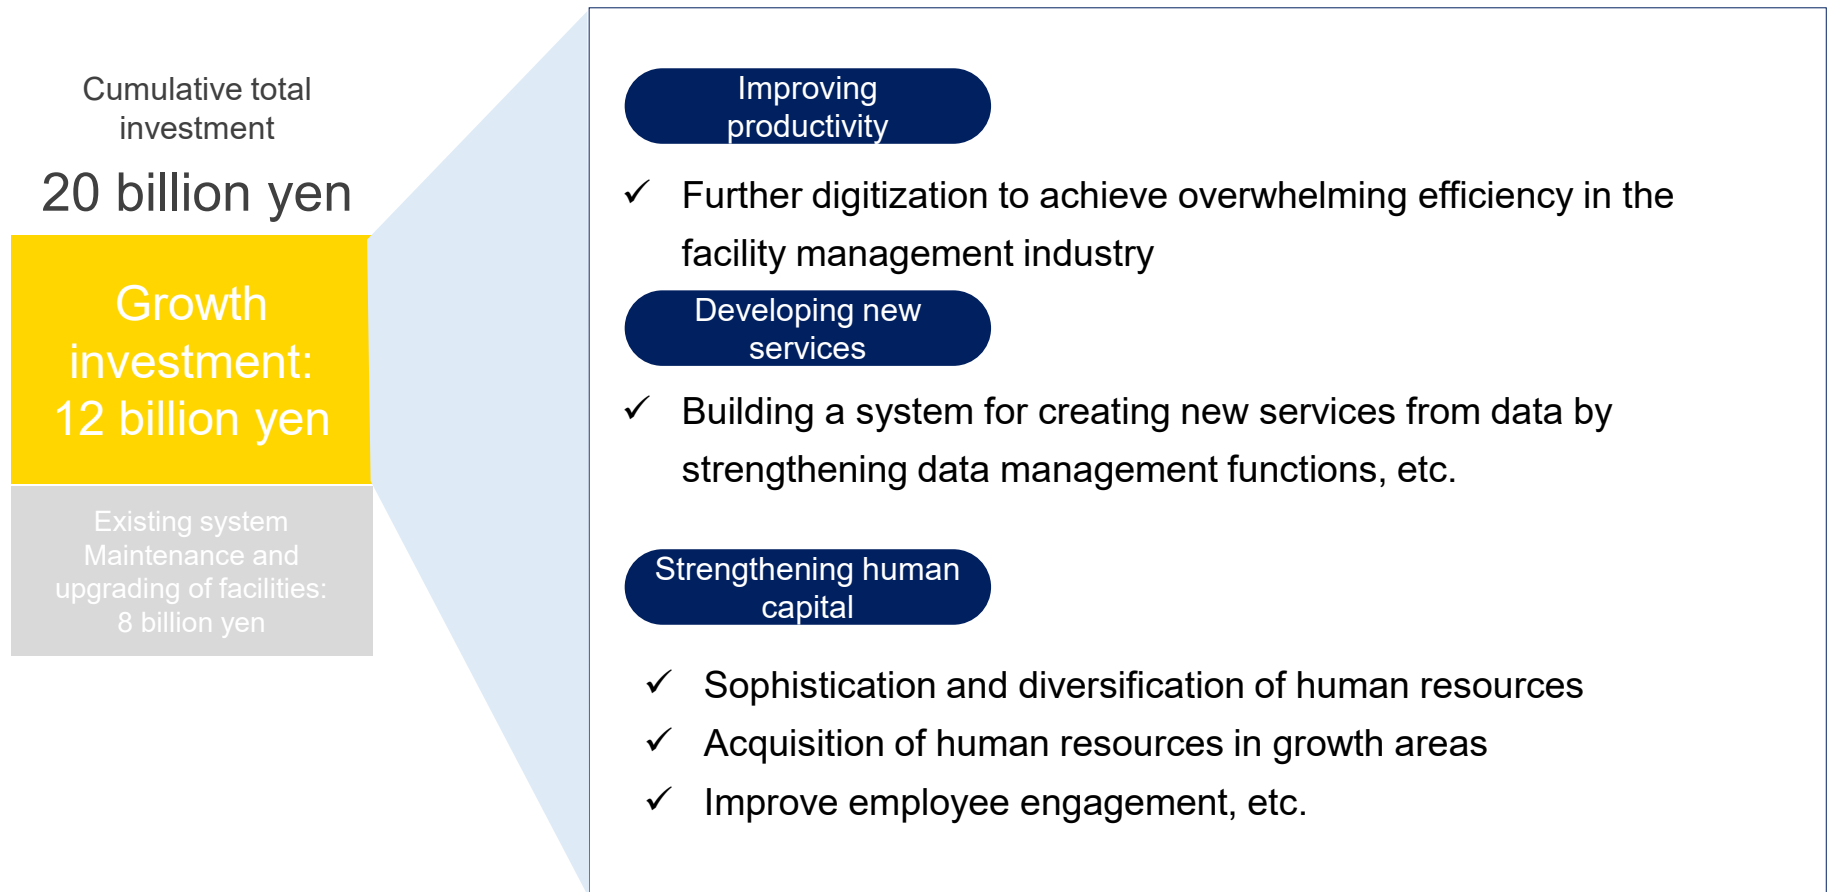 Cumulative total
investment
20 billion yen
Growth
investment:
12 billion yen
Existing system
Maintenance and
upgrading of facilities:
8 billion yen
Improving
productivity
✓ Further digitization to achieve overwhelming efficiency in the
facility management industry
Developing new
services
✓ Building a system for creating new services from data by
strengthening data management functions, etc.
Strengthening human
capital
✓ Sophistication and diversification of human resources
✓ Acquisition of human resources in growth areas
✓ Improve employee engagement, etc.